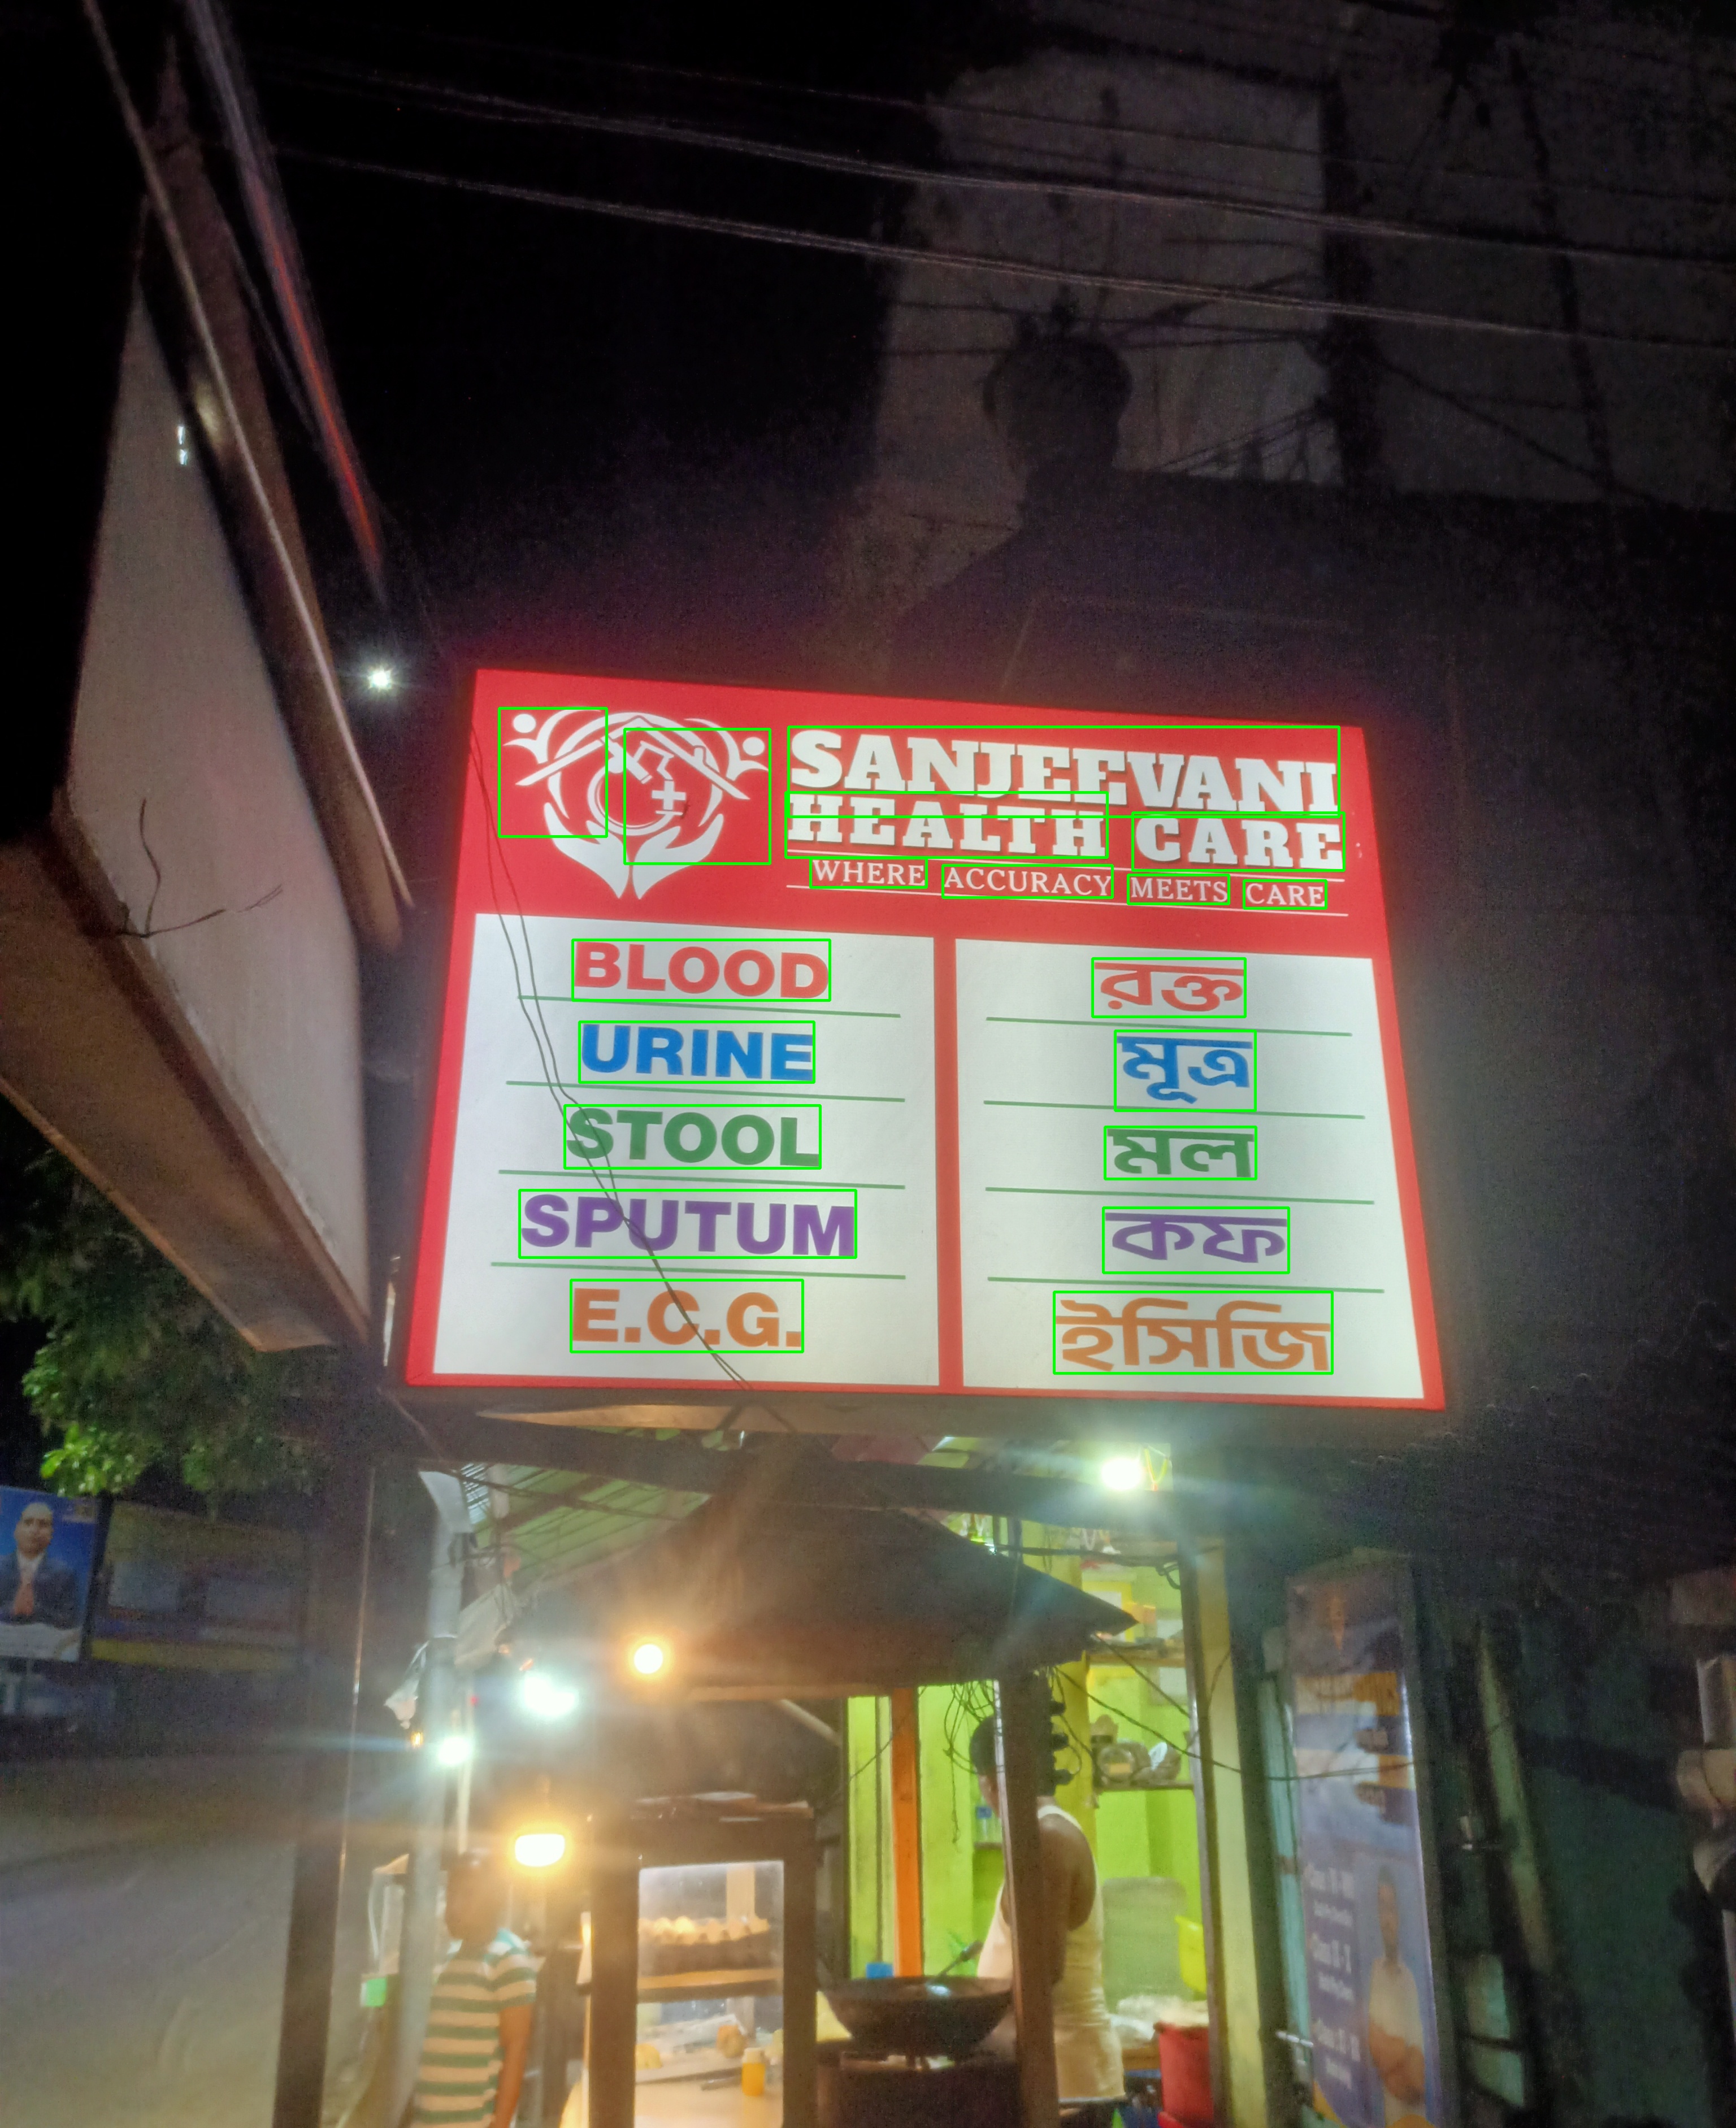 SANJEEVANI
HEALTH CARE
WHERE ACCURACY MEETS CARE
BLOOD রক্ত
URINE মূত্র
STOOL মল
SPUTUM কফ
E.C.G. ইসিজি